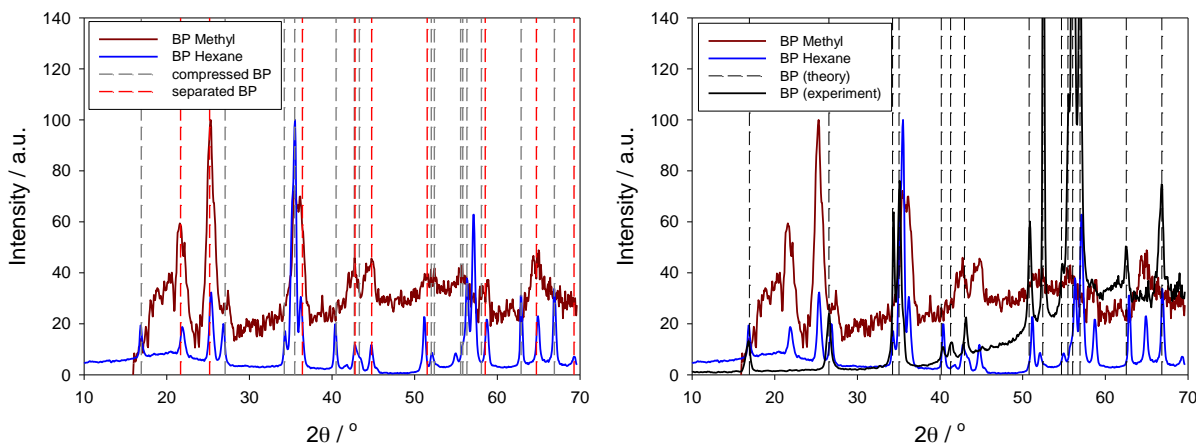 140
120
100
80
60
40
20
0
Intensity / a.u.
BP Methyl
BP Hexane
compressed BP
separated BP
10 20 30 40 50 60 70
2θ / °
140
120
100
80
60
40
20
0
Intensity / a.u.
BP Methyl
BP Hexane
BP (theory)
BP (experiment)
10 20 30 40 50 60 70
2θ / °